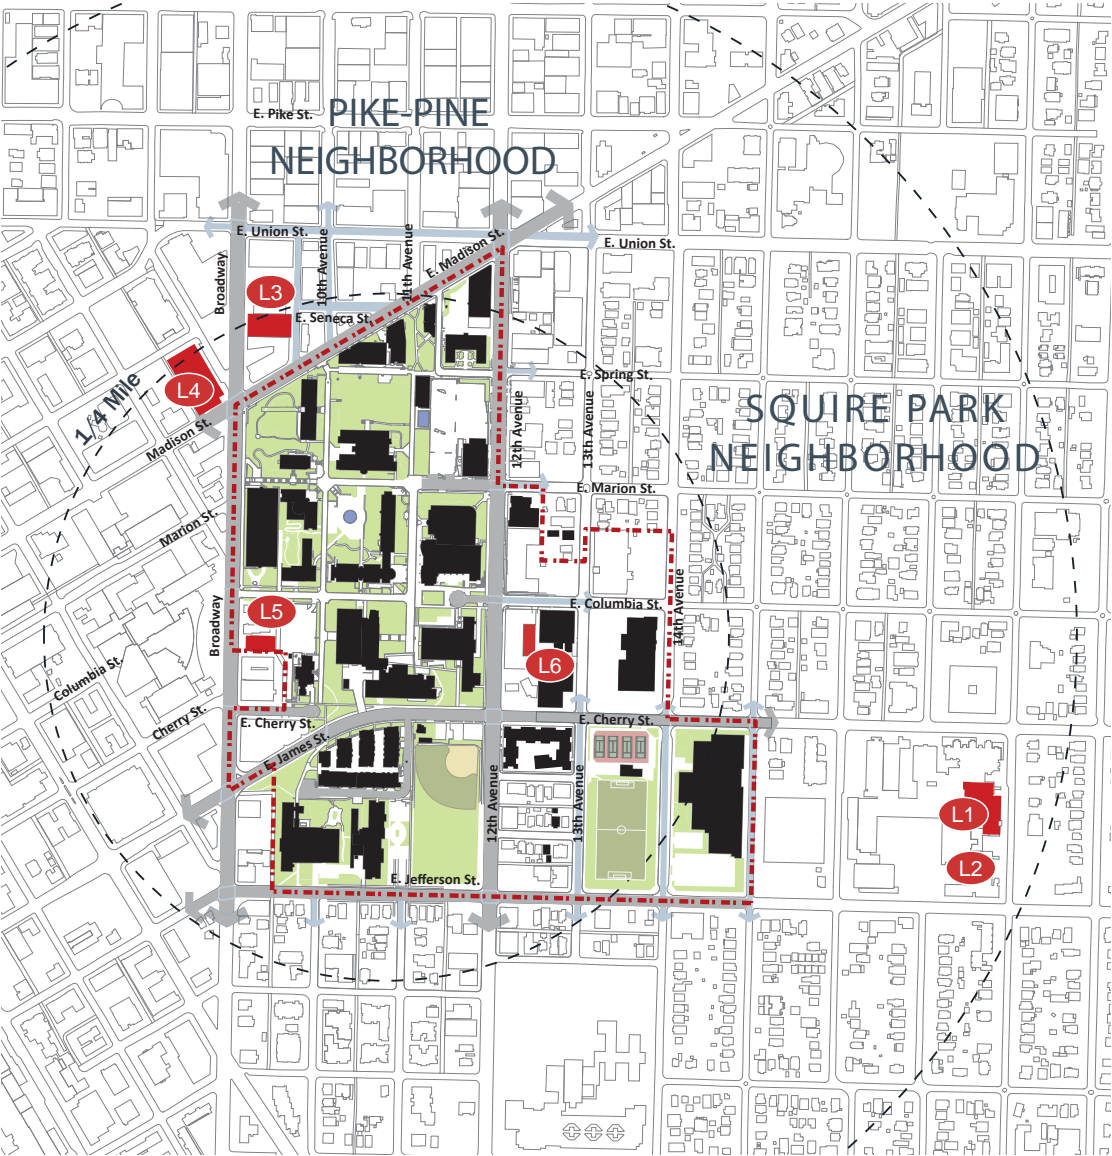 E. Pike St.
PIKE-PINE
NEIGHBORHOOD
E. Union St.
E. Union St.
Broadway
10th Avenue
11th Avenue
E. Madison St.
L3
E. Seneca St.
L4
1/4 Mile
Madison St.
E. Spring St.
12th Avenue
13th Avenue
SQUIRE PARK
NEIGHBORHOOD
E. Marion St.
Marion St.
Broadway
L5
E. Columbia St.
14th Avenue
L6
Columbia St.
Cherry St.
E. Cherry St.
E. Cherry St.
E. James St.
12th Avenue
13th Avenue
L1
L2
E. Jefferson St.